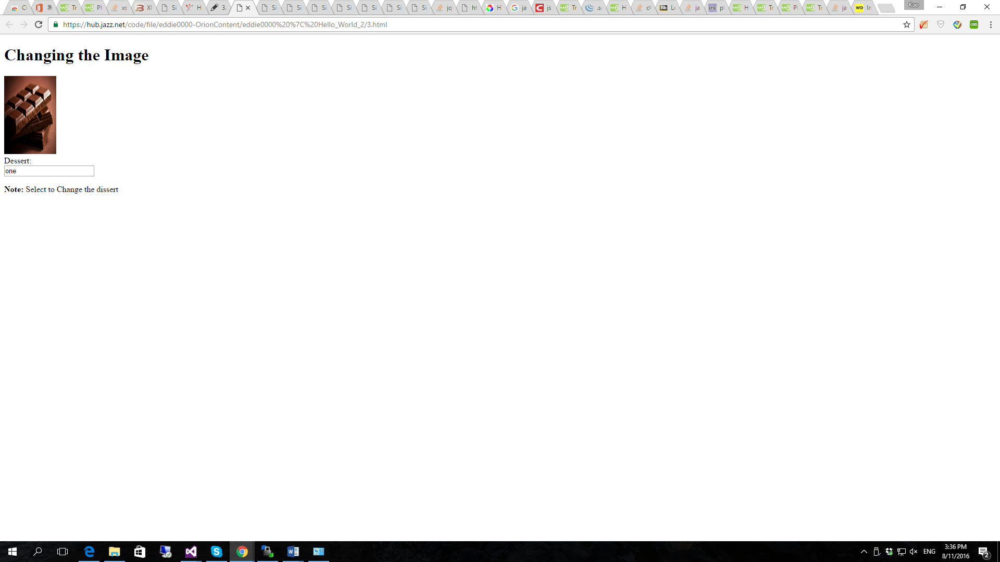 Cl Tr Pl xs Xl Si H 3. Si Si Si Si Si Si Si jq ht H ja js Tr .s H c# Le ja pl H Tr Pl Tr ja In Kuo
https://hub.jazz.net/code/file/eddie0000-OrionContent/eddie0000%20%7C%20Hello_World_2/3.html
Changing the Image
Dessert:
one
Note: Select to Change the dissert
ENG
3:36 PM
8/11/2016
2